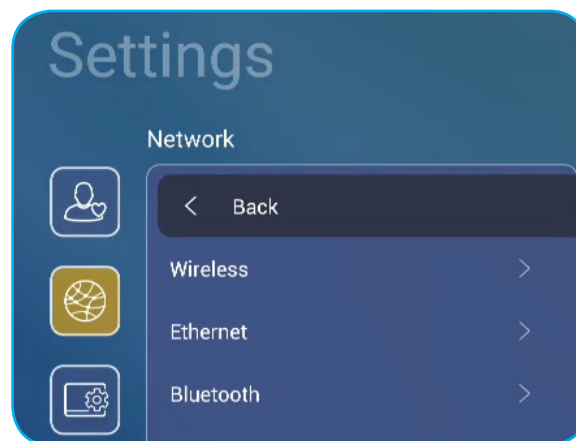 Settings
Network
Back
Wireless
Ethernet
Bluetooth